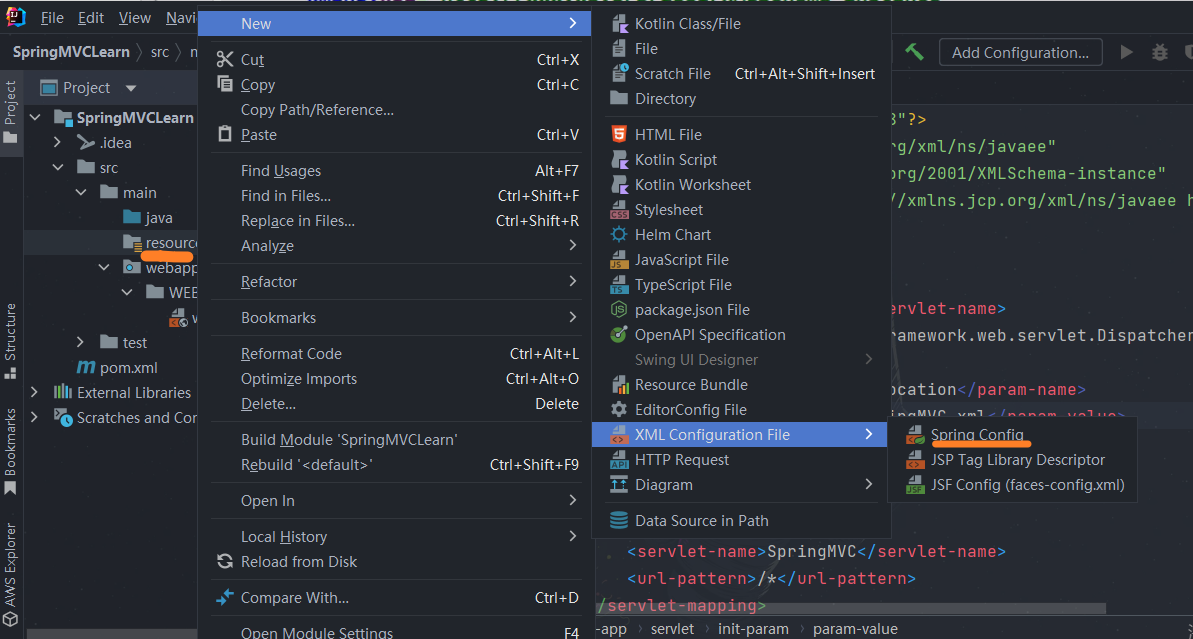 File Edit View Navi
SpringMVCLearn src
Add Configuration...
Project
Project
SpringMVCLearn
.idea
src
main
java
resource
webapp
WEB
test
pom.xml
External Libraries
Scratches and Con
Structure
Bookmarks
AWS Explorer
New
Cut Ctrl+X
Copy Ctrl+C
Copy Path/Reference...
Paste Ctrl+V
Find Usages Alt+F7
Find in Files... Ctrl+Shift+F
Replace in Files... Ctrl+Shift+R
Analyze
Refactor
Bookmarks
Reformat Code Ctrl+Alt+L
Optimize Imports Ctrl+Alt+O
Delete... Delete
Build Module 'SpringMVCLearn'
Rebuild '<default>' Ctrl+Shift+F9
Open In
Local History
Reload from Disk
Compare With... Ctrl+D
Open Module Settings F4
Kotlin Class/File
File
Scratch File Ctrl+Alt+Shift+Insert
Directory
HTML File
Kotlin Script
Kotlin Worksheet
Stylesheet
Helm Chart
JavaScript File
TypeScript File
package.json File
OpenAPI Specification
Swing UI Designer
Resource Bundle
EditorConfig File
XML Configuration File
HTTP Request
Diagram
Data Source in Path
Spring Config
JSP Tag Library Descriptor
JSF Config (faces-config.xml)
"?>
rg/xml/ns/javaee"
org/2001/XMLSchema-instance"
//xmlns.jcp.org/xml/ns/javaee h
ervlet-name>
ramework.web.servlet.Dispatcher
ocation</param-name>
ingMVC.xml</param-value>
<servlet-name>SpringMVC</servlet-name>
<url-pattern>/*</url-pattern>
/servlet-mapping>
-app servlet init-param param-value